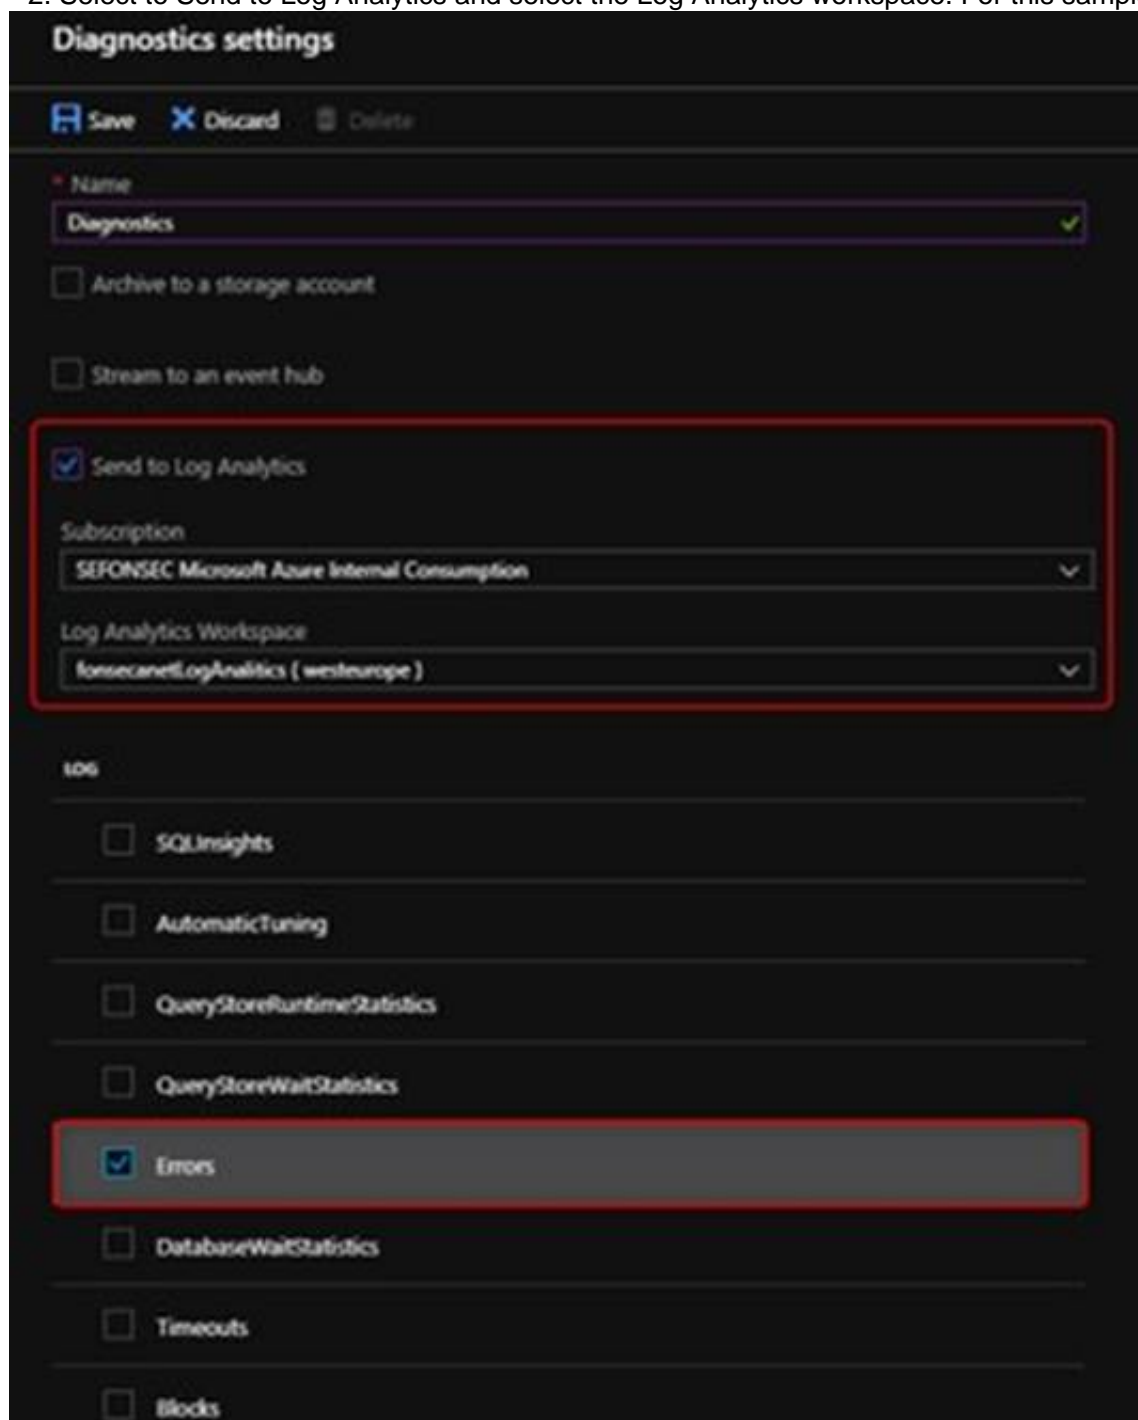 2. Select to Send to Log Analytics and select the Log Analytics workspace. For this sampl
Diagnostics settings
Save Discard Delete
* Name
Diagnostics
Archive to a storage account
Stream to an event hub
Send to Log Analytics
Subscription
SEFONSEC Microsoft Azure Internal Consumption
Log Analytics Workspace
fonsecanetLogAnalitics ( westeurope )
LOG
SQLInsights
AutomaticTuning
QueryStoreRuntimeStatistics
QueryStoreWaitStatistics
Errors
DatabaseWaitStatistics
Timeouts
Blocks